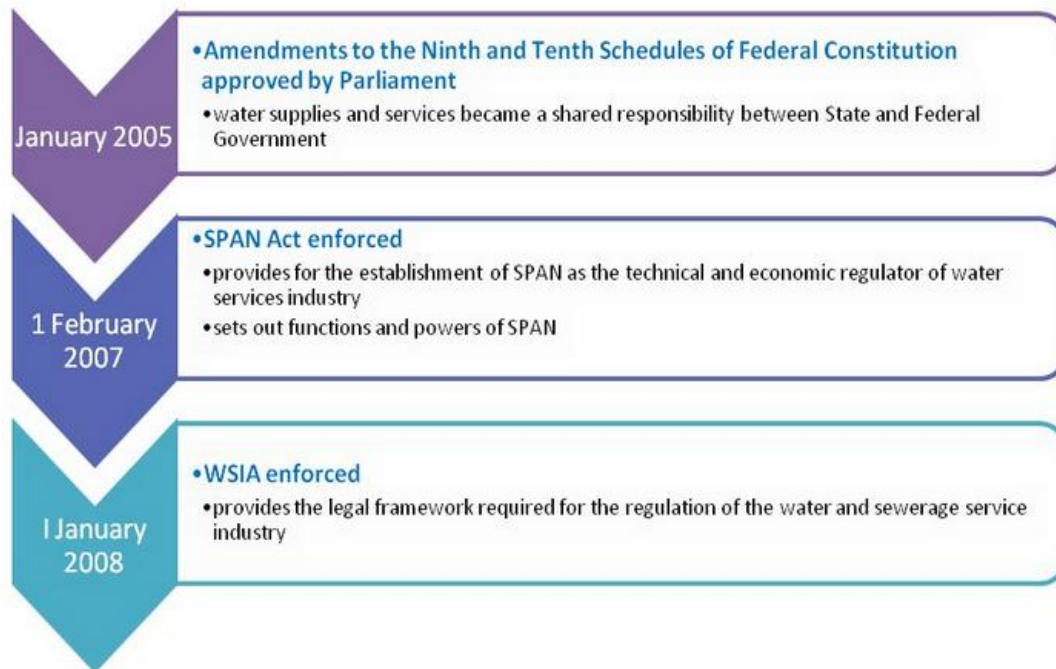 January 2005
•Amendments to the Ninth and Tenth Schedules of Federal Constitution
approved by Parliament
•water supplies and services became a shared responsibility between State and Federal
Government
1 February
2007
•SPAN Act enforced
•provides for the establishment of SPAN as the technical and economic regulator of water
services industry
•sets out functions and powers of SPAN
I January
2008
•WSIA enforced
•provides the legal framework required for the regulation of the water and sewerage service
industry